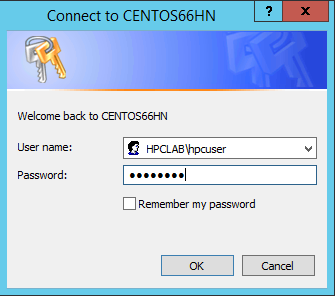 Connect to CENTOS66HN
? x
Welcome back to CENTOS66HN
User name: HPCLAB\hpcuser
Password: ••••••••
Remember my password
OK Cancel